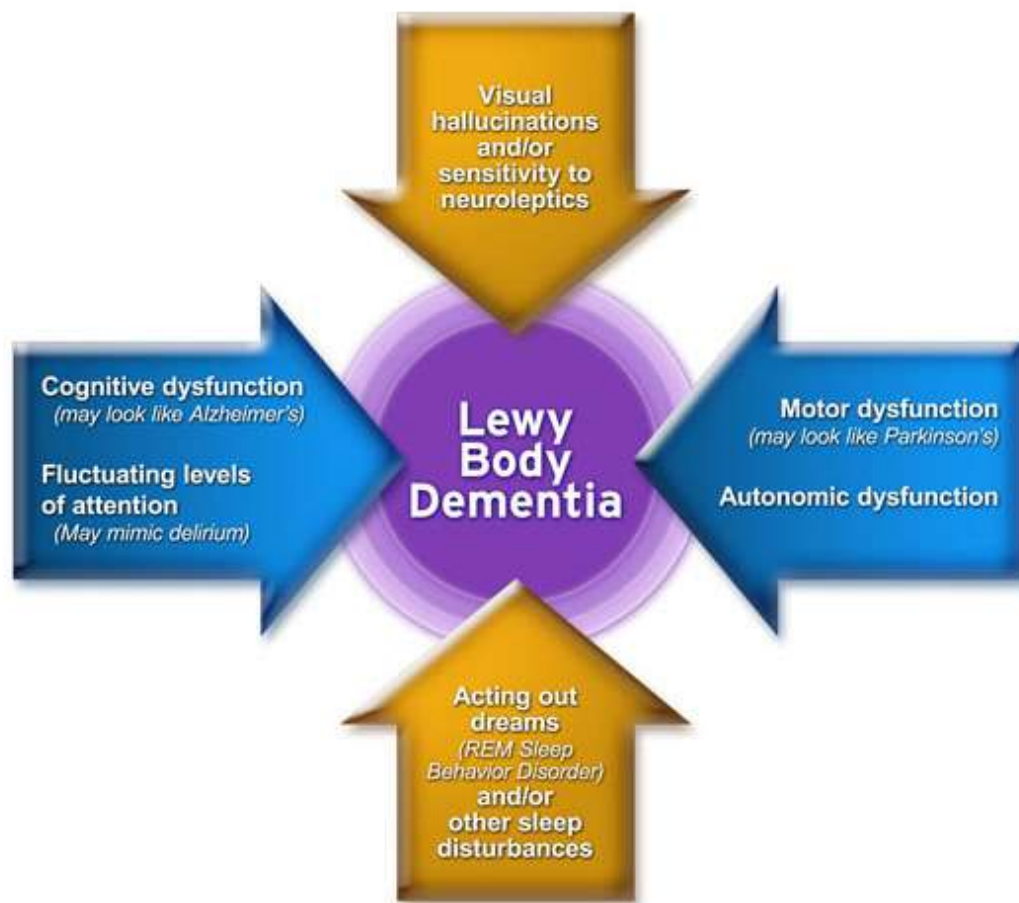 Visual
hallucinations
and/or
sensitivity to
neuroleptics
Cognitive dysfunction
(may look like Alzheimer's)
Fluctuating levels
of attention
(May mimic delirium)
Lewy
Body
Dementia
Motor dysfunction
(may look like Parkinson's)
Autonomic dysfunction
Acting out
dreams
(REM Sleep
Behavior Disorder)
and/or
other sleep
disturbances